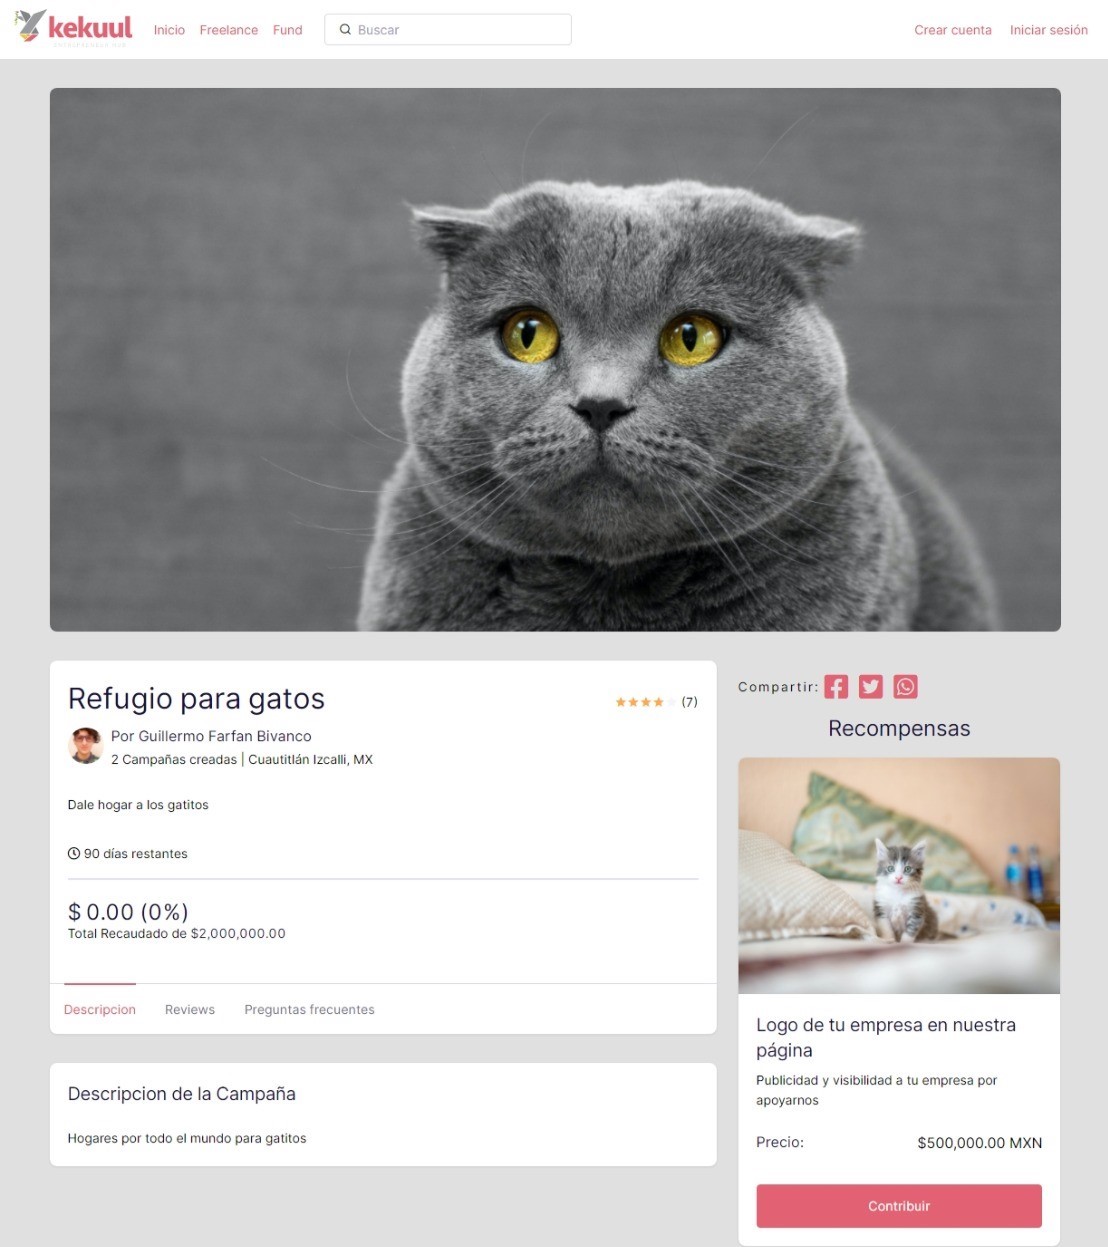 kekuul
Inicio Freelance Fund
Buscar
Crear cuenta Iniciar sesión
Refugio para gatos
(7)
Por Guillermo Farfan Bivanco
2 Campañas creadas | Cuautitlán Izcalli, MX
Dale hogar a los gatitos
90 días restantes
$ 0.00 (0%)
Total Recaudado de $2,000,000.00
Descripcion Reviews Preguntas frecuentes
Descripcion de la Campaña
Hogares por todo el mundo para gatitos
Compartir:
Recompensas
Logo de tu empresa en nuestra
página
Publicidad y visibilidad a tu empresa por
apoyarnos
Precio: $500,000.00 MXN
Contribuir